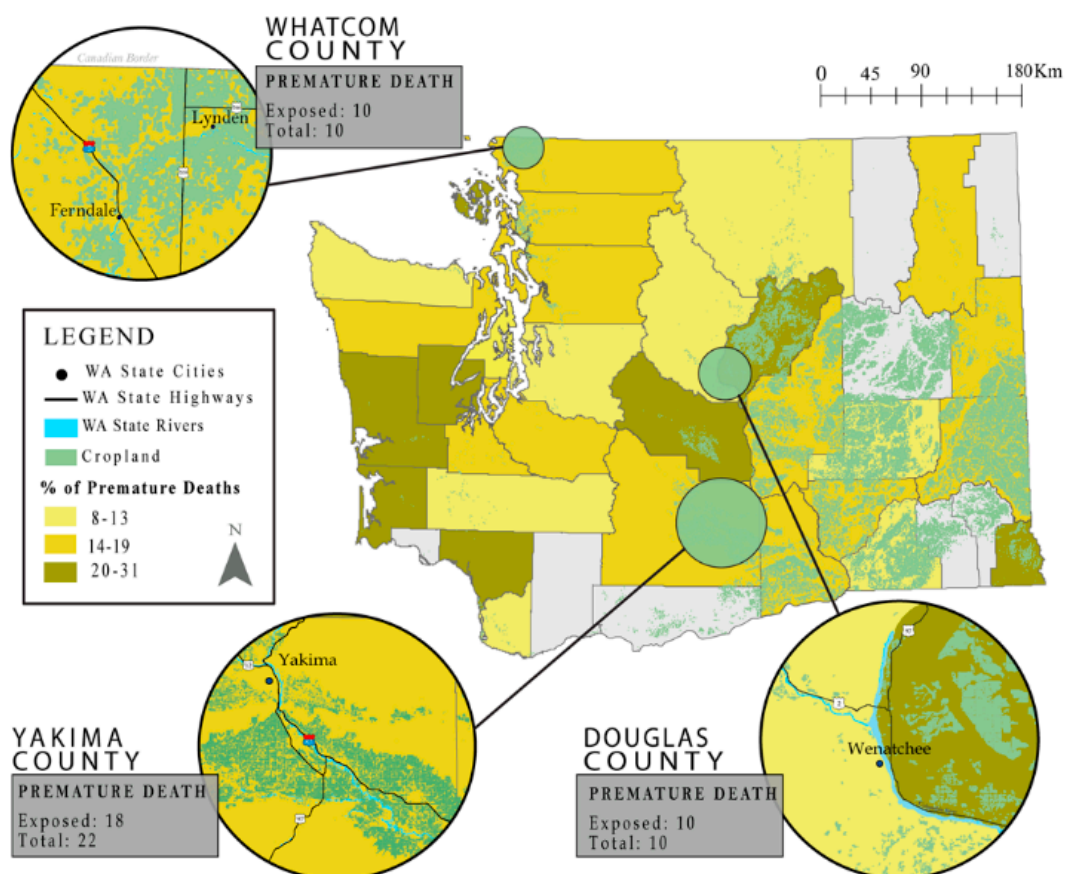 WHATCOM
COUNTY
PREMATURE DEATH
Exposed: 10
Total: 10
Canadian Border
Lynden
Ferndale
0 45 90 180Km
LEGEND
WA State Cities
WA State Highways
WA State Rivers
Cropland
% of Premature Deaths
8-13
14-19
20-31
N
Yakima
YAKIMA
COUNTY
PREMATURE DEATH
Exposed: 18
Total: 22
2
Wenatchee
DOUGLAS
COUNTY
PREMATURE DEATH
Exposed: 10
Total: 10